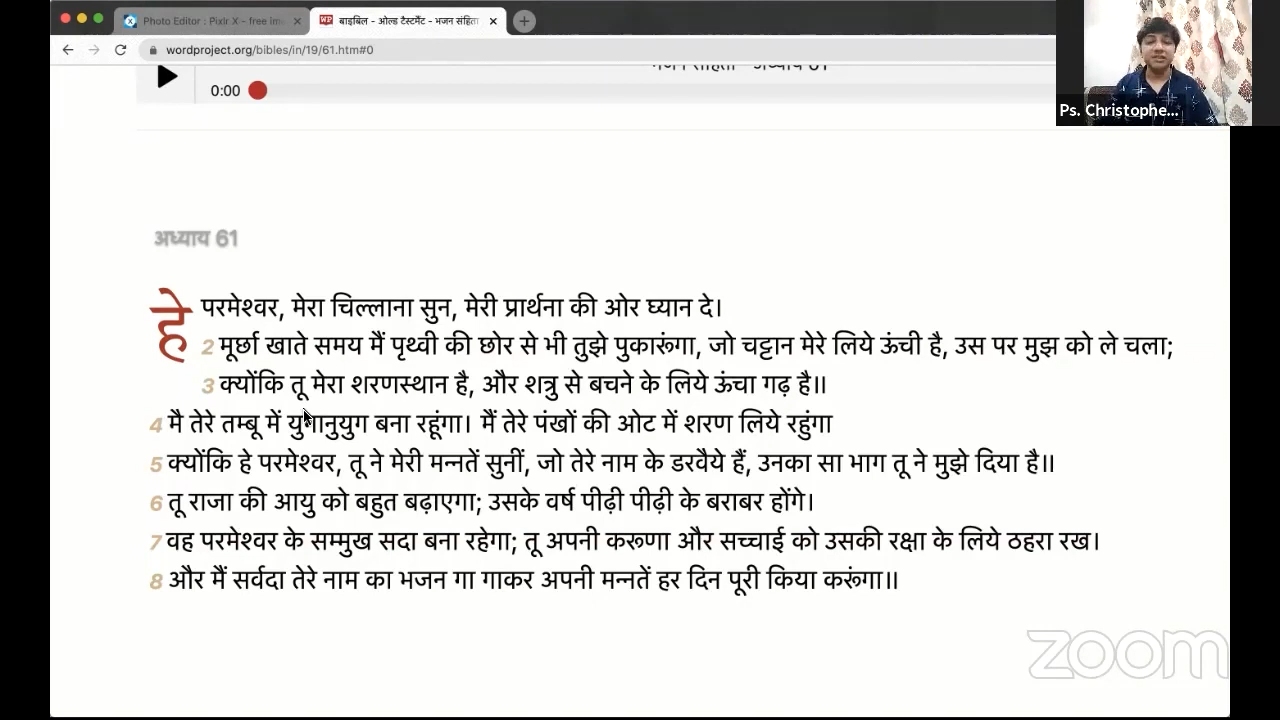 Photo Editor : Pixlr X - free im
बाइबिल - ओल्ड टैस्टमेंट - भजन संहिता
wordproject.org/bibles/in/19/61.htm#0
0:00
Ps. Christophe...
अध्याय 61
हे परमेश्वर, मेरा चिल्लाना सुन, मेरी प्रार्थना की ओर घ्यान दे।
2 मूर्छा खाते समय मैं पृथ्वी की छोर से भी तुझे पुकारूंगा, जो चट्टान मेरे लिये ऊंची है, उस पर मुझ को ले चला;
3 क्योंकि तू मेरा शरणस्थान है, और शत्रु से बचने के लिये ऊंचा गढ़ है॥
4 मै तेरे तम्बू में युगानुयुग बना रहूंगा। मैं तेरे पंखों की ओट में शरण लिये रहुंगा
5 क्योंकि हे परमेश्वर, तू ने मेरी मन्नतें सुनीं, जो तेरे नाम के डरवैये हैं, उनका सा भाग तू ने मुझे दिया है॥
6 तू राजा की आयु को बहुत बढ़ाएगा; उसके वर्ष पीढ़ी पीढ़ी के बराबर होंगे।
7 वह परमेश्वर के सम्मुख सदा बना रहेगा; तू अपनी करूणा और सच्चाई को उसकी रक्षा के लिये ठहरा रख।
8 और मैं सर्वदा तेरे नाम का भजन गा गाकर अपनी मन्नतें हर दिन पूरी किया करूंगा॥
zoom